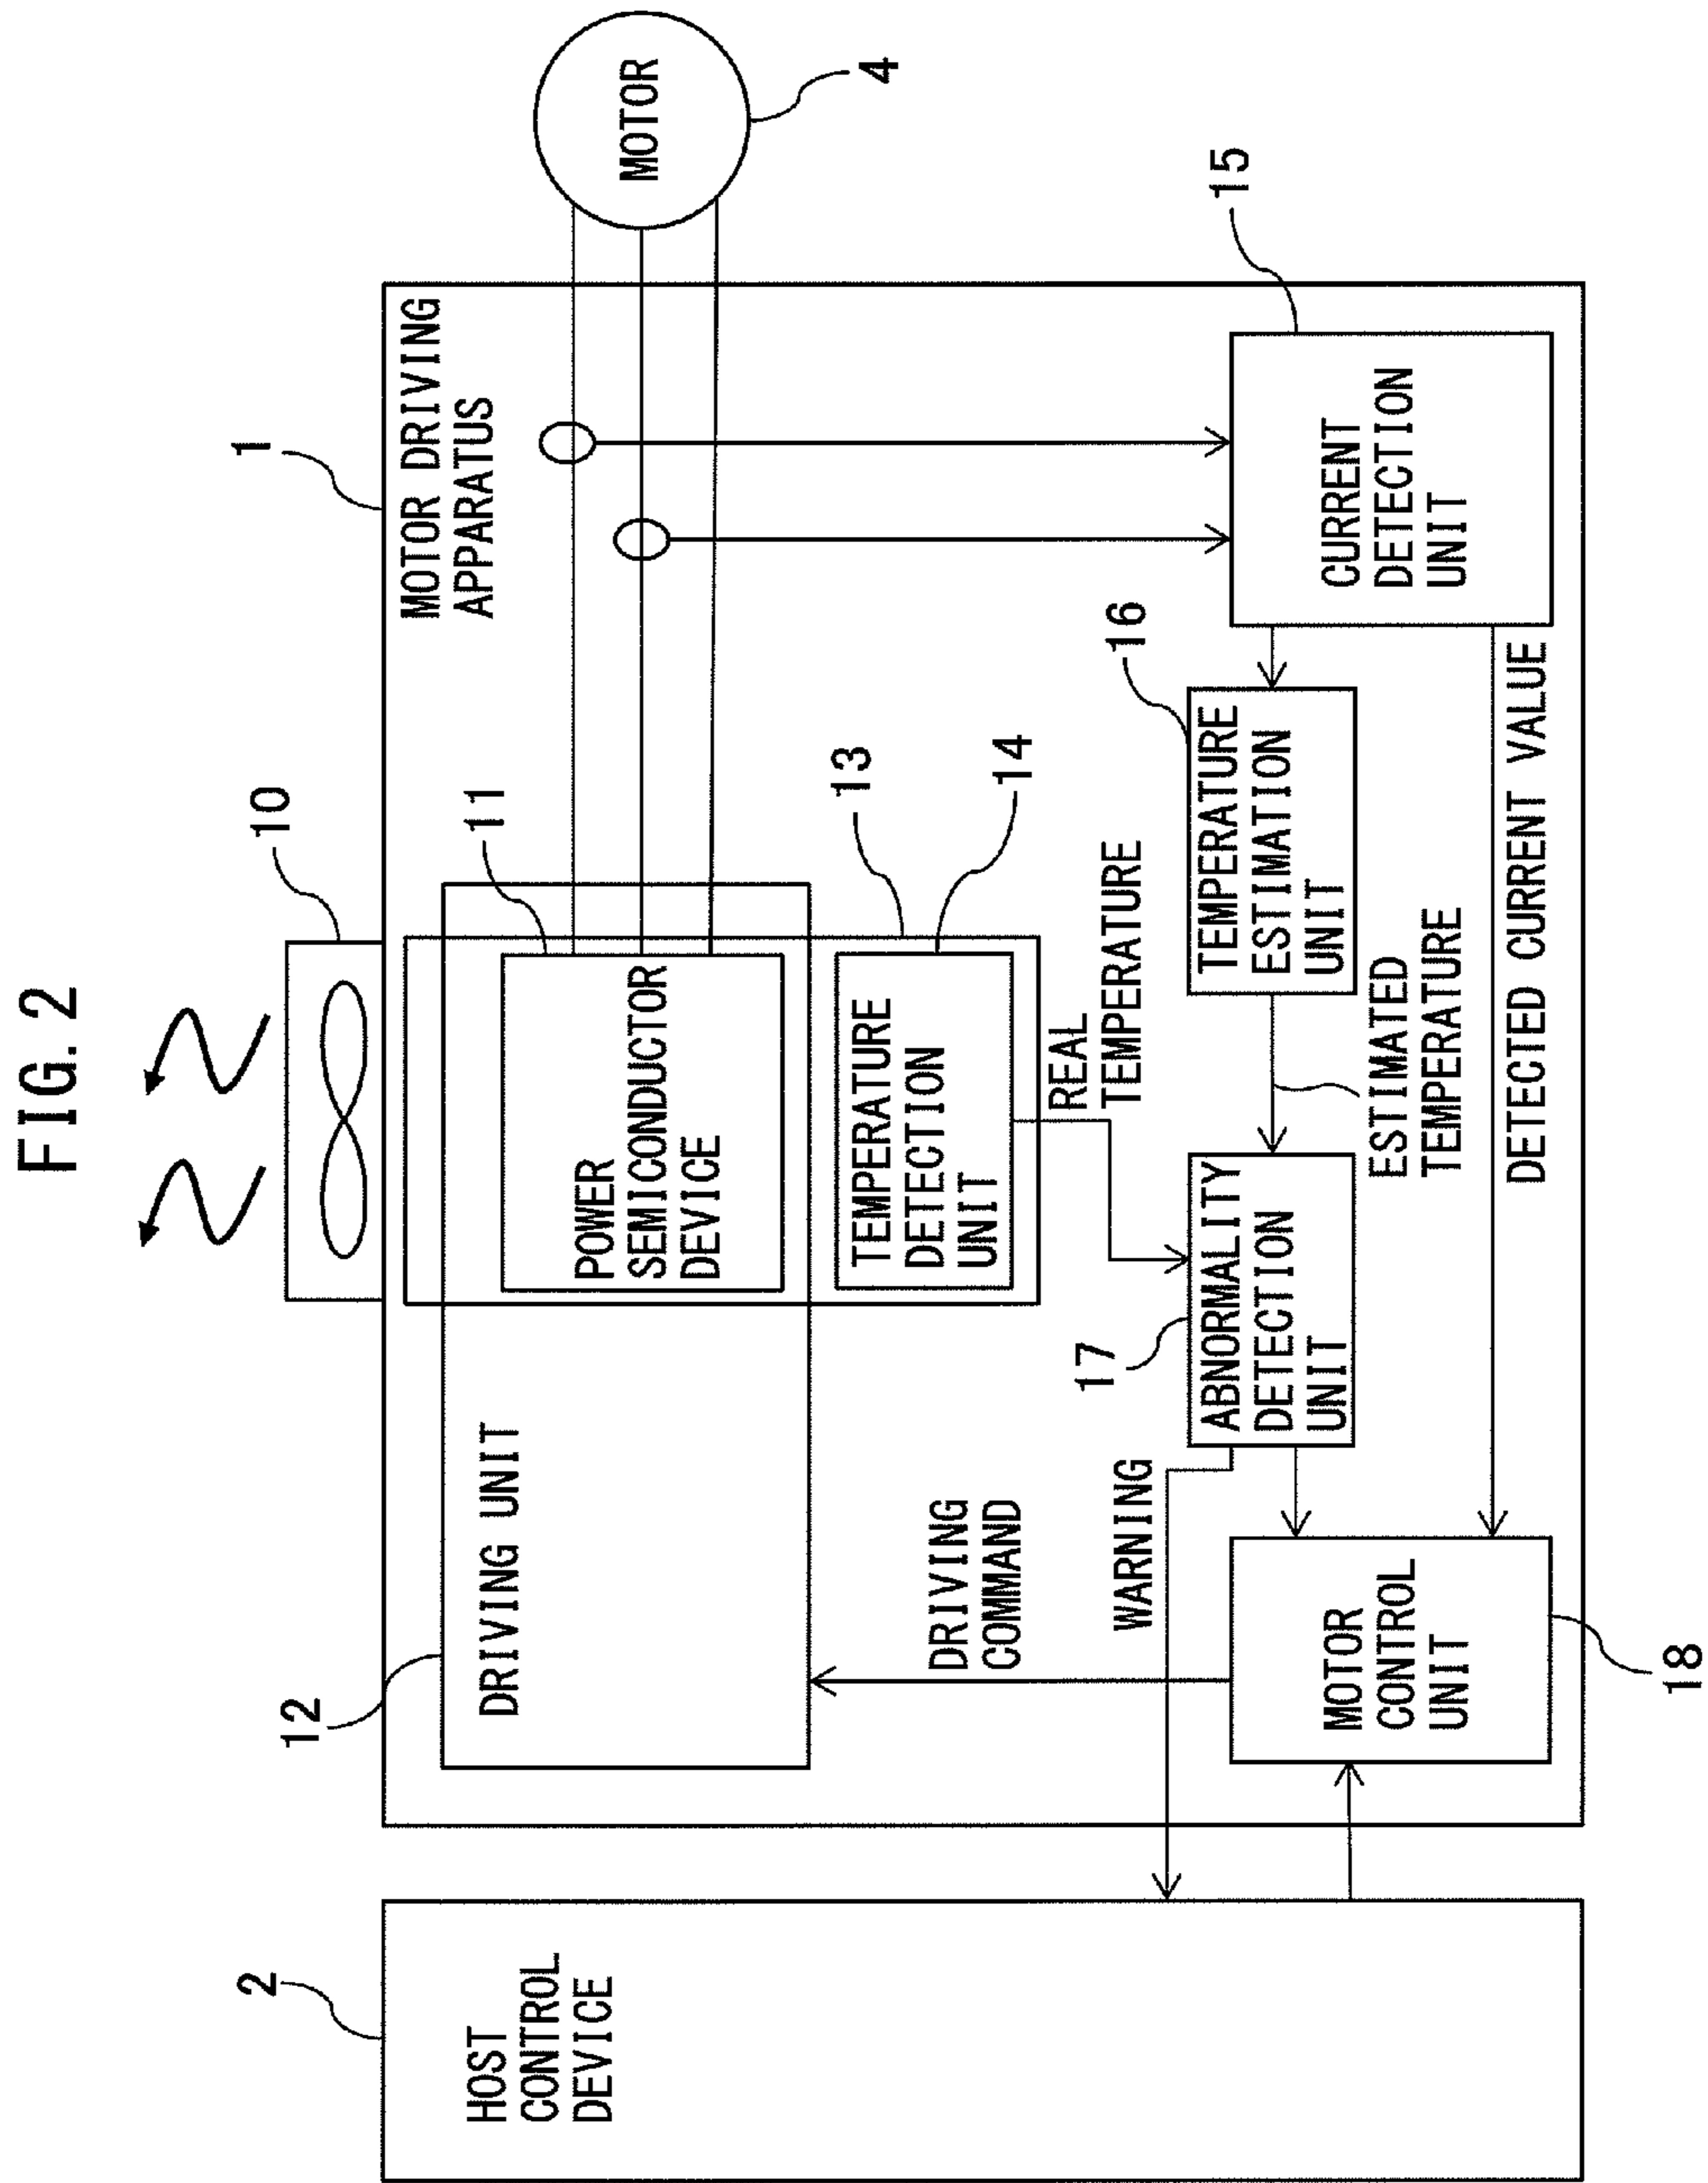 FIG. 2
10
1
MOTOR DRIVING
APPARATUS
2
HOST
CONTROL
DEVICE
12
DRIVING UNIT
11
POWER
SEMICONDUCTOR
DEVICE
MOTOR
4
13
14
TEMPERATURE
DETECTION
UNIT
DRIVING
COMMAND
REAL
TEMPERATURE
WARNING
17
16
15
ABNORMALITY
DETECTION
UNIT
TEMPERATURE
ESTIMATION
UNIT
MOTOR
CONTROL
UNIT
CURRENT
DETECTION
UNIT
ESTIMATED
TEMPERATURE
DETECTED CURRENT VALUE
18